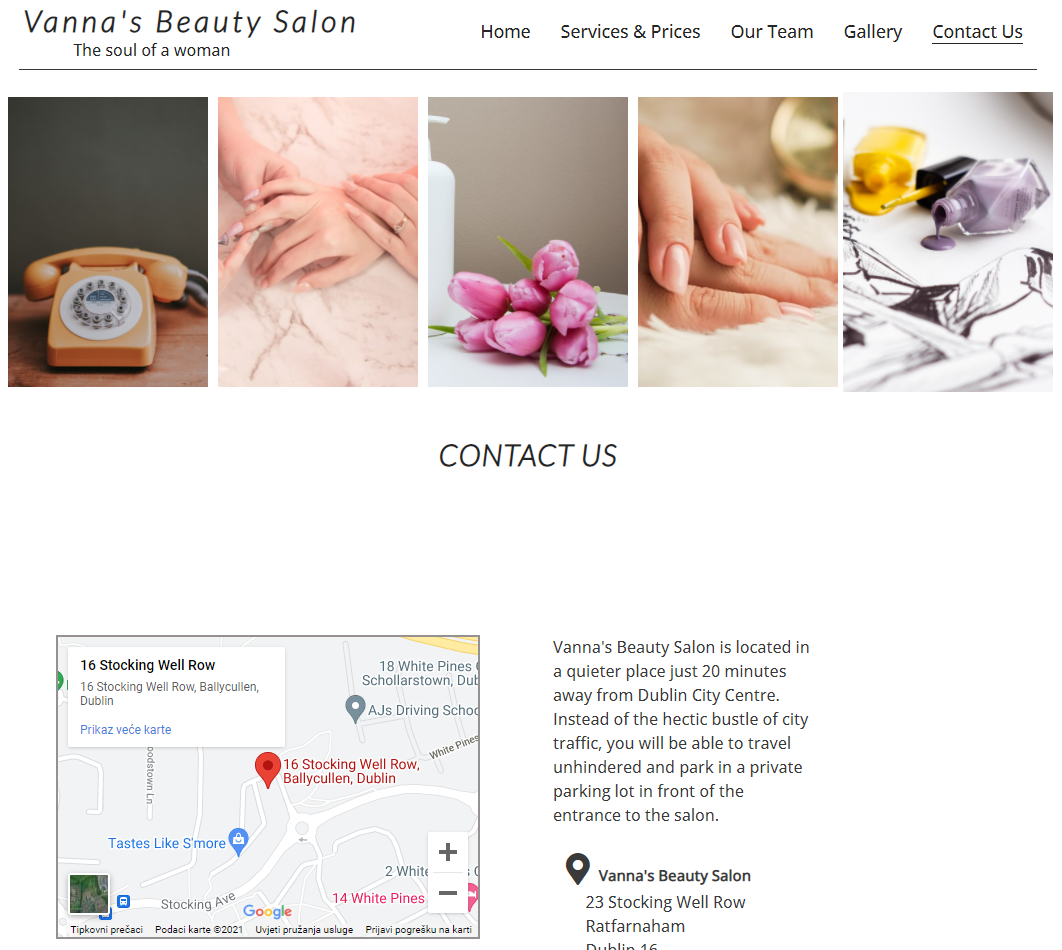 Vanna's Beauty Salon
The soul of a woman
Home
Services & Prices
Our Team
Gallery
Contact Us
CONTACT US
16 Stocking Well Row
16 Stocking Well Row, Ballycullen,
Dublin
Prikaz veće karte
18 White Pines
Scholarstown, Dub
AJs Driving Schoo
White Pines
oodstown Ln
16 Stocking Well Row,
Ballycullen, Dublin
Tastes Like S'more
2 White
14 White Pines
Stocking Ave
Google
Tipkovni prečaci
Podaci karte ©2021
Uvjeti pružanja usluge
Prijavi pogrešku na karti
Vanna's Beauty Salon is located in
a quieter place just 20 minutes
away from Dublin City Centre.
Instead of the hectic bustle of city
traffic, you will be able to travel
unhindered and park in a private
parking lot in front of the
entrance to the salon.
Vanna's Beauty Salon
23 Stocking Well Row
Ratfarnaham
Dublin 16